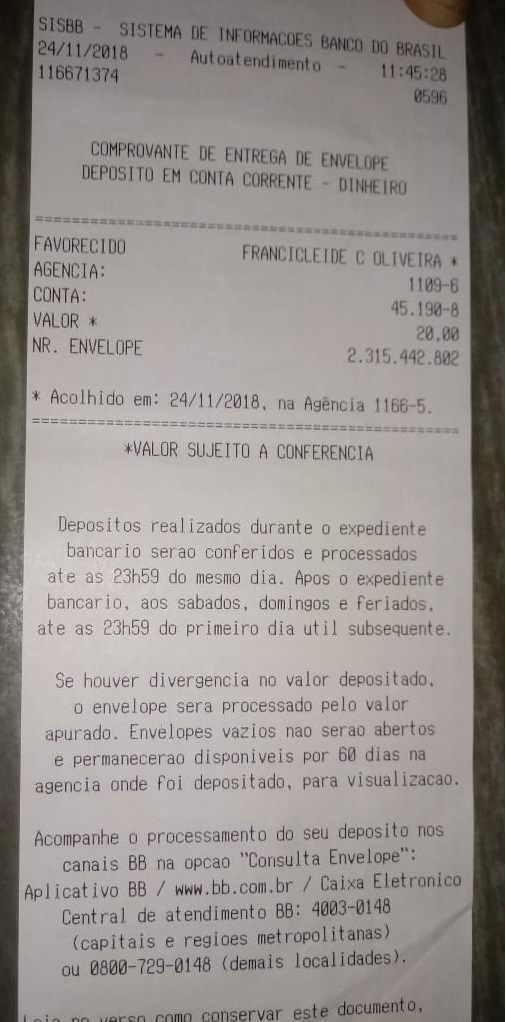 SISBB - SISTEMA DE INFORMACOES BANCO DO BRASIL
24/11/2018 - Autoatendimento - 11:45:28
116671374 0596
COMPROVANTE DE ENTREGA DE ENVELOPE
DEPOSITO EM CONTA CORRENTE - DINHEIRO
================================================
FAVORECIDO FRANCICLEIDE C OLIVEIRA *
AGENCIA: 1109-6
CONTA: 45.190-8
VALOR * 20,00
NR. ENVELOPE 2.315.442.802
* Acolhido em: 24/11/2018, na Agência 1166-5.
================================================
*VALOR SUJEITO A CONFERENCIA
Depositos realizados durante o expediente
bancario serao conferidos e processados
ate as 23h59 do mesmo dia. Apos o expediente
bancario, aos sabados, domingos e feriados,
ate as 23h59 do primeiro dia util subsequente.
Se houver divergencia no valor depositado,
o envelope sera processado pelo valor
apurado. Envelopes vazios nao serao abertos
e permanecerao disponiveis por 60 dias na
agencia onde foi depositado, para visualizacao.
Acompanhe o processamento do seu deposito nos
canais BB na opcao "Consulta Envelope":
Aplicativo BB / www.bb.com.br / Caixa Eletronico
Central de atendimento BB: 4003-0148
(capitais e regioes metropolitanas)
ou 0800-729-0148 (demais localidades).
Leia no verso como conservar este documento,